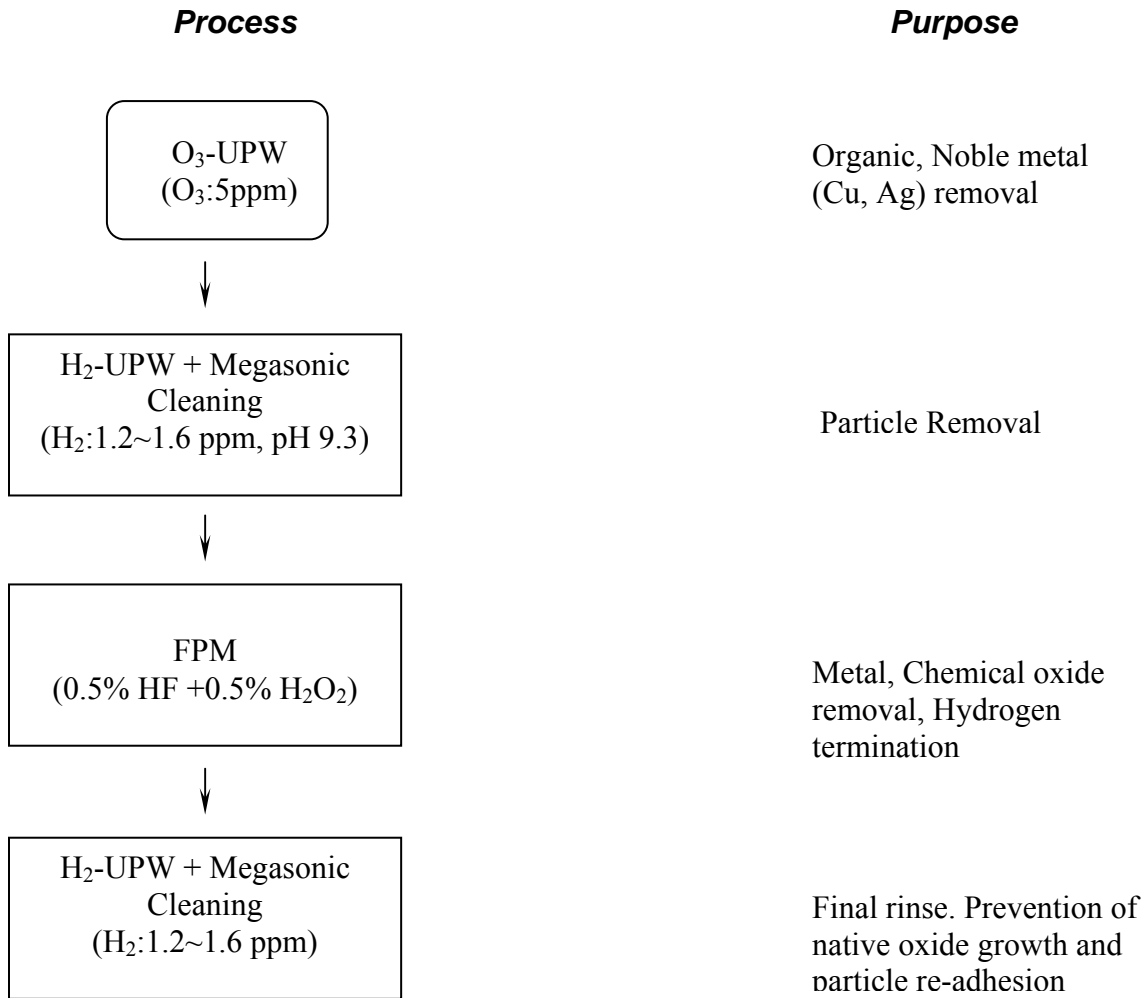 Process
Purpose
O₃-UPW
(O₃:5ppm)
Organic, Noble metal
(Cu, Ag) removal
H₂-UPW + Megasonic
Cleaning
(H₂:1.2~1.6 ppm, pH 9.3)
Particle Removal
FPM
(0.5% HF +0.5% H₂O₂)
Metal, Chemical oxide
removal, Hydrogen
termination
H₂-UPW + Megasonic
Cleaning
(H₂:1.2~1.6 ppm)
Final rinse. Prevention of
native oxide growth and
particle re-adhesion